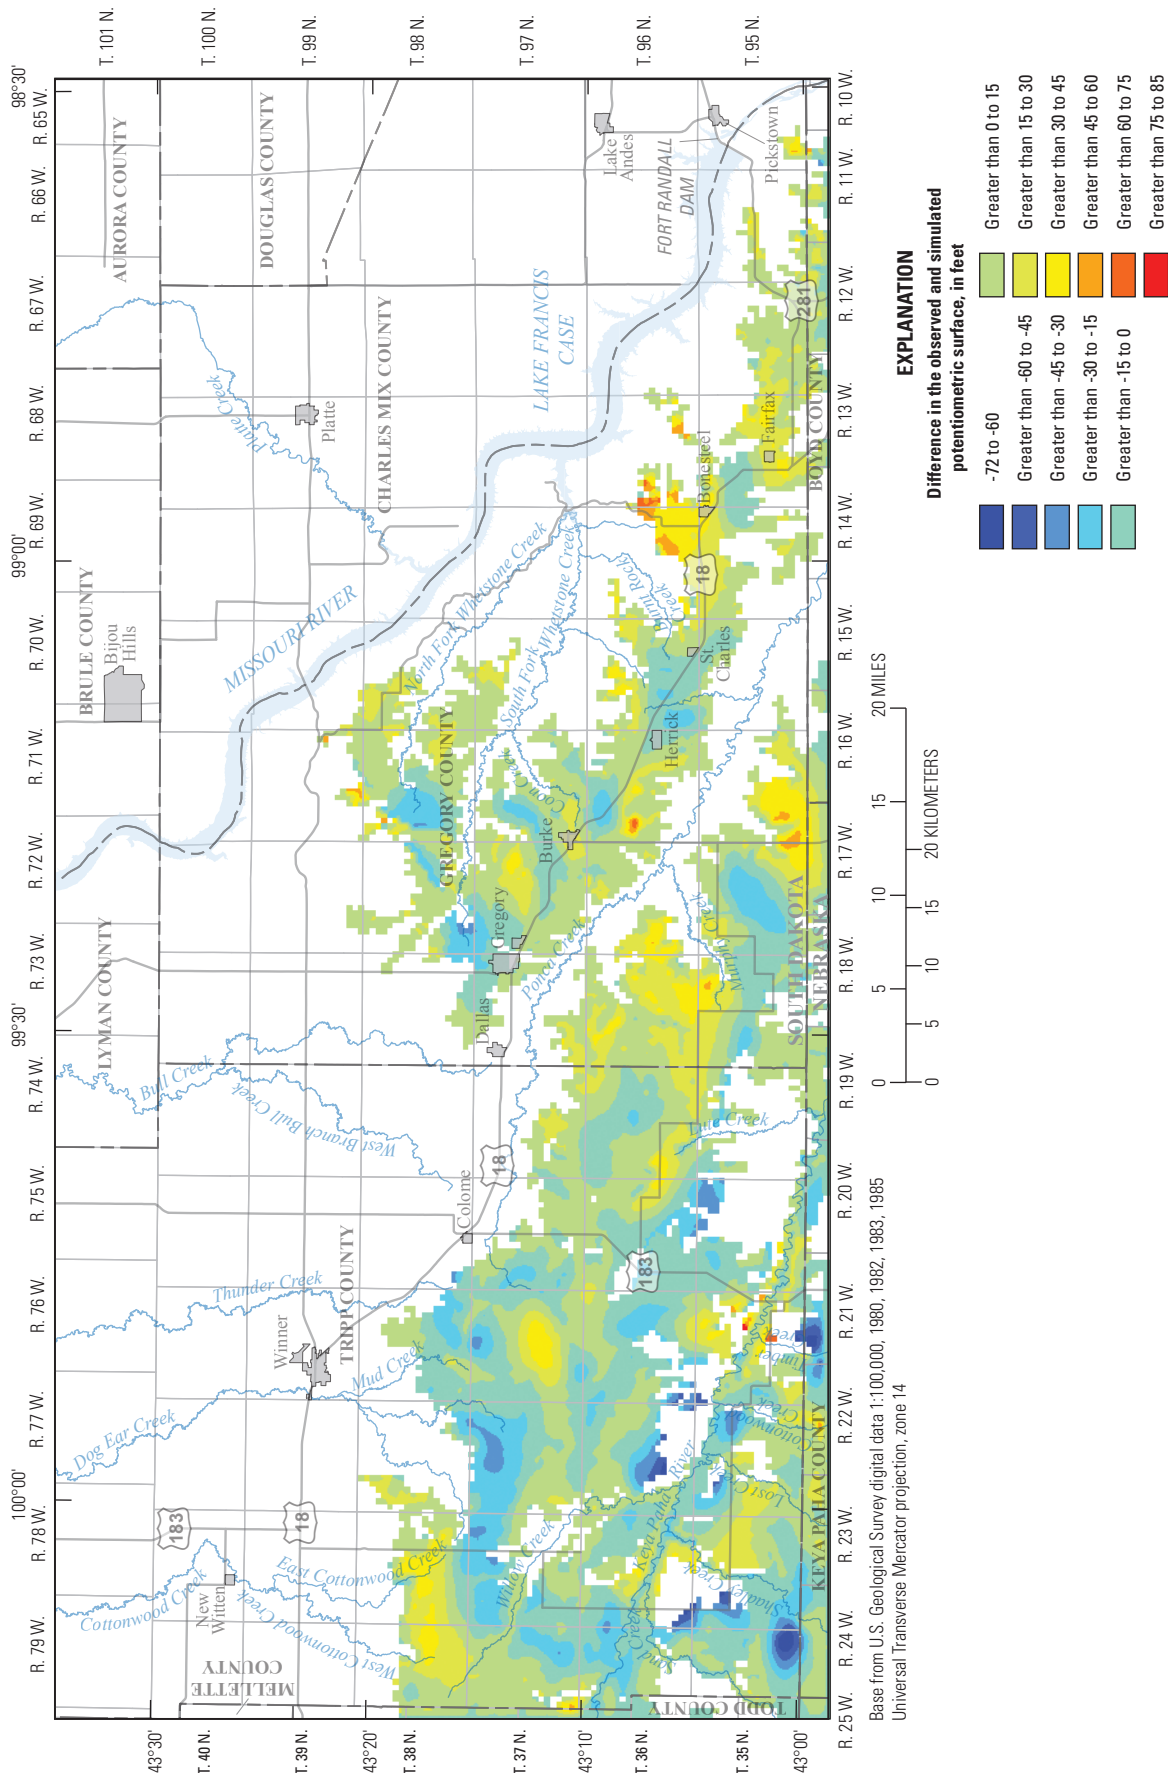 98°30'
R. 65 W.
R. 66 W.
R. 67 W.
R. 68 W.
R. 69 W.
99°00'
R. 70 W.
R. 71 W.
R. 72 W.
R. 73 W.
99°30'
R. 74 W.
R. 75 W.
R. 76 W.
R. 77 W.
100°00'
R. 78 W.
R. 79 W.
T. 101 N.
T. 100 N.
T. 99 N.
T. 98 N.
T. 97 N.
T. 96 N.
T. 95 N.
43°30'
T. 40 N.
T. 39 N.
43°20'
T. 38 N.
T. 37 N.
43°10'
T. 36 N.
T. 35 N.
43°00'
R. 10 W.
R. 11 W.
R. 12 W.
R. 13 W.
R. 14 W.
R. 15 W.
R. 16 W.
R. 17 W.
R. 18 W.
R. 19 W.
R. 20 W.
R. 21 W.
R. 22 W.
R. 23 W.
R. 24 W.
R. 25 W.
AURORA COUNTY
DOUGLAS COUNTY
BRULE COUNTY
CHARLES MIX COUNTY
LYMAN COUNTY
GREGORY COUNTY
TRIPP COUNTY
MELLETTE
COUNTY
TODD COUNTY
KEYA PAHA COUNTY
BOYD COUNTY
SOUTH DAKOTA
NEBRASKA
Bijou
Hills
Platte
Lake
Andes
Pickstown
FORT RANDALL
DAM
LAKE FRANCIS
CASE
MISSOURI RIVER
Platte Creek
Fairfax
Bonesteel
St.
Charles
Herrick
Burke
Gregory
Dallas
Colome
Winner
New
Witten
North Fork Whetstone Creek
South Fork Whetstone Creek
Burnt Rock
Creek
Coon Creek
Ponca Creek
Murphy Creek
Lute Creek
Bull Creek
West Branch Bull Creek
Thunder Creek
Mud Creek
Dog Ear Creek
Cottonwood Creek
East Cottonwood Creek
West Cottonwood Creek
Willow Creek
Keya Paha River
Sand
Creek
Shadley Creek
Lost Creek
Cottonwood
Creek
Timber
Creek
281
18
18
183
18
183
Base from U.S. Geological Survey digital data 1:100,000, 1980, 1982, 1983, 1985
Universal Transverse Mercator projection, zone 14
0 5 10 15 20 MILES
0 5 10 15 20 KILOMETERS
EXPLANATION
Difference in the observed and simulated
potentiometric surface, in feet
-72 to -60
Greater than -60 to -45
Greater than -45 to -30
Greater than -30 to -15
Greater than -15 to 0
Greater than 0 to 15
Greater than 15 to 30
Greater than 30 to 45
Greater than 45 to 60
Greater than 60 to 75
Greater than 75 to 85